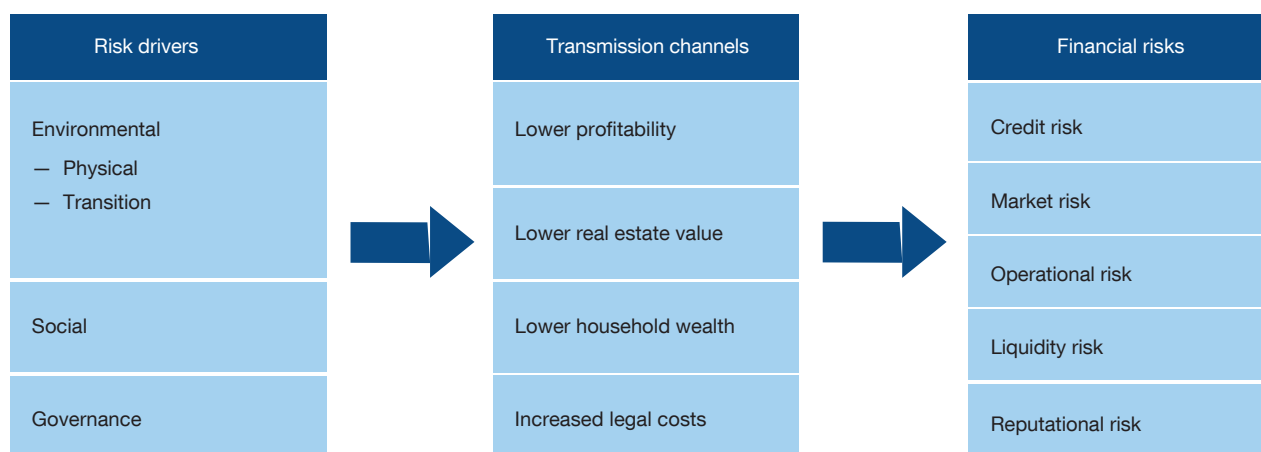 Risk drivers
Environmental
— Physical
— Transition
Social
Governance
Transmission channels
Lower profitability
Lower real estate value
Lower household wealth
Increased legal costs
Financial risks
Credit risk
Market risk
Operational risk
Liquidity risk
Reputational risk